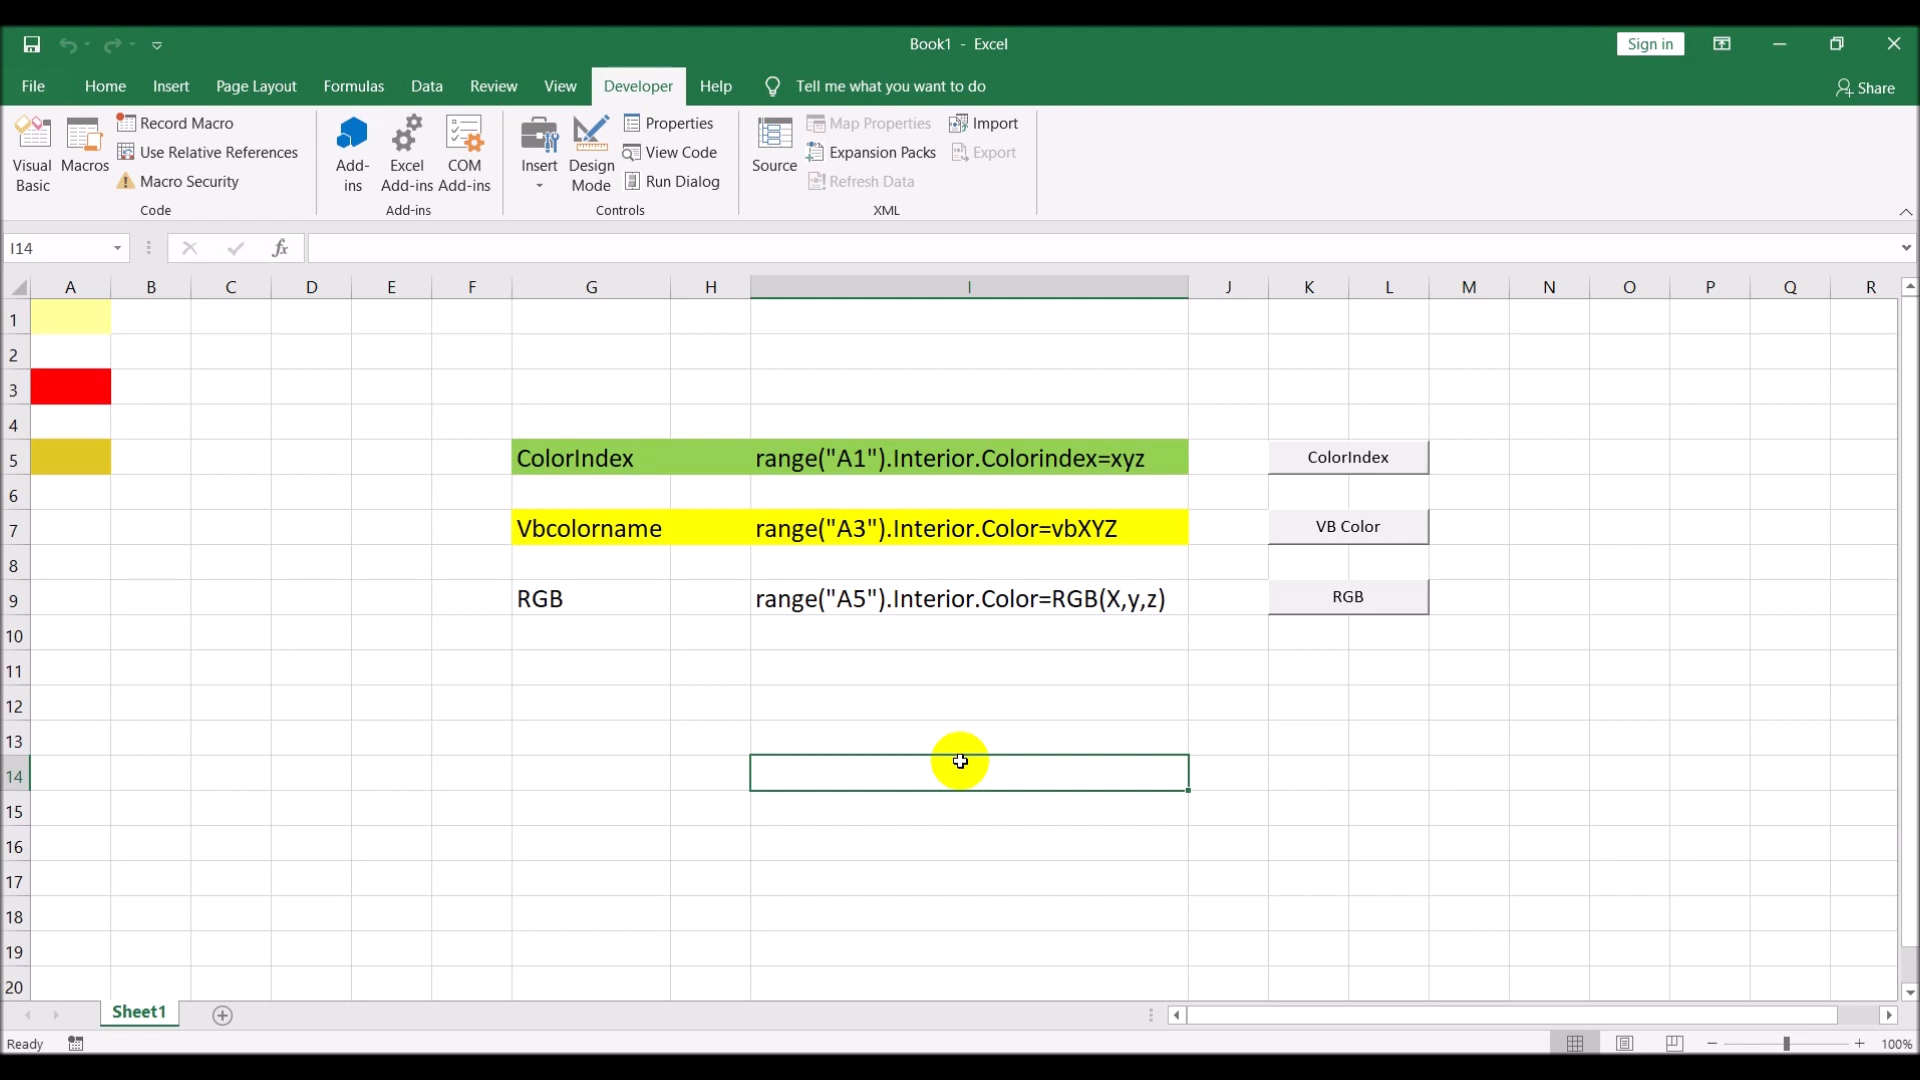 Book1 - Excel
Sign in
File Home Insert Page Layout Formulas Data Review View Developer Help Tell me what you want to do
Share
Visual Basic
Macros
Record Macro
Use Relative References
Macro Security
Code
Add-ins
Excel Add-ins
COM Add-ins
Add-ins
Insert
Design Mode
Properties
View Code
Run Dialog
Controls
Source
Map Properties
Expansion Packs
Refresh Data
Import
Export
XML
I14
fx
A B C D E F G H I J K L M N O P Q R
1
2
3
4
5 ColorIndex range("A1").Interior.Colorindex=xyz ColorIndex
6
7 Vbcolorname range("A3").Interior.Color=vbXYZ VB Color
8
9 RGB range("A5").Interior.Color=RGB(X,y,z) RGB
10
11
12
13
14
15
16
17
18
19
20
Sheet1
Ready
100%